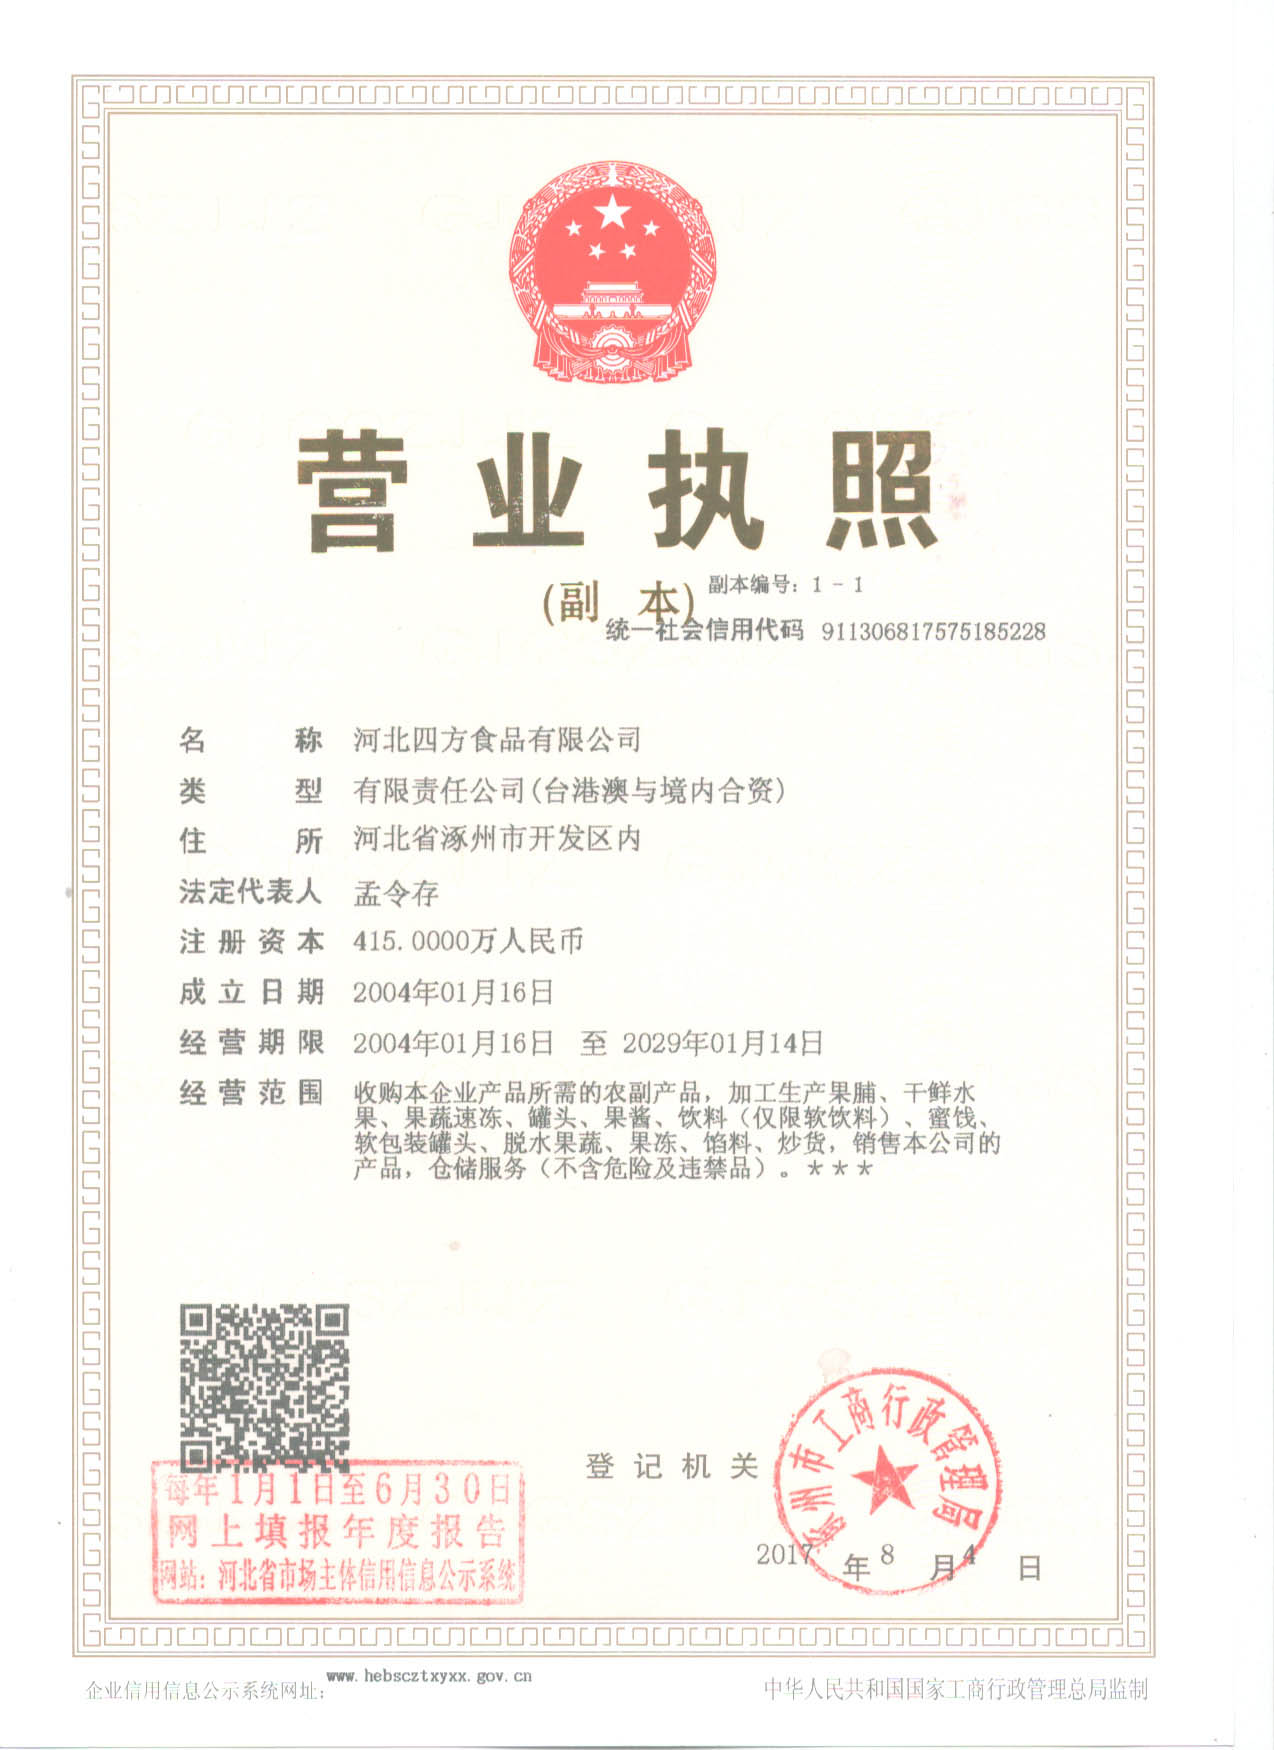 营业执照
(副 本)
副本编号: 1 - 1
统一社会信用代码 911306817575185228
名称 河北四方食品有限公司
类型 有限责任公司(台港澳与境内合资)
住所 河北省涿州市开发区内
法定代表人 孟令存
注册资本 415.0000万人民币
成立日期 2004年01月16日
经营期限 2004年01月16日 至 2029年01月14日
经营范围 收购本企业产品所需的农副产品，加工生产果脯、干鲜水
果、果蔬速冻、罐头、果酱、饮料（仅限软饮料）、蜜饯、
软包装罐头、脱水果蔬、果冻、馅料、炒货，销售本公司的
产品，仓储服务（不含危险及违禁品）。***
每年1月1日至6月30日
网上填报年度报告
网站: 河北省市场主体信用信息公示系统
登记机关
涿州市工商行政管理局
2017年8月4日
www.hebscztxyxx.gov.cn
企业信用信息公示系统网址:
中华人民共和国国家工商行政管理总局监制